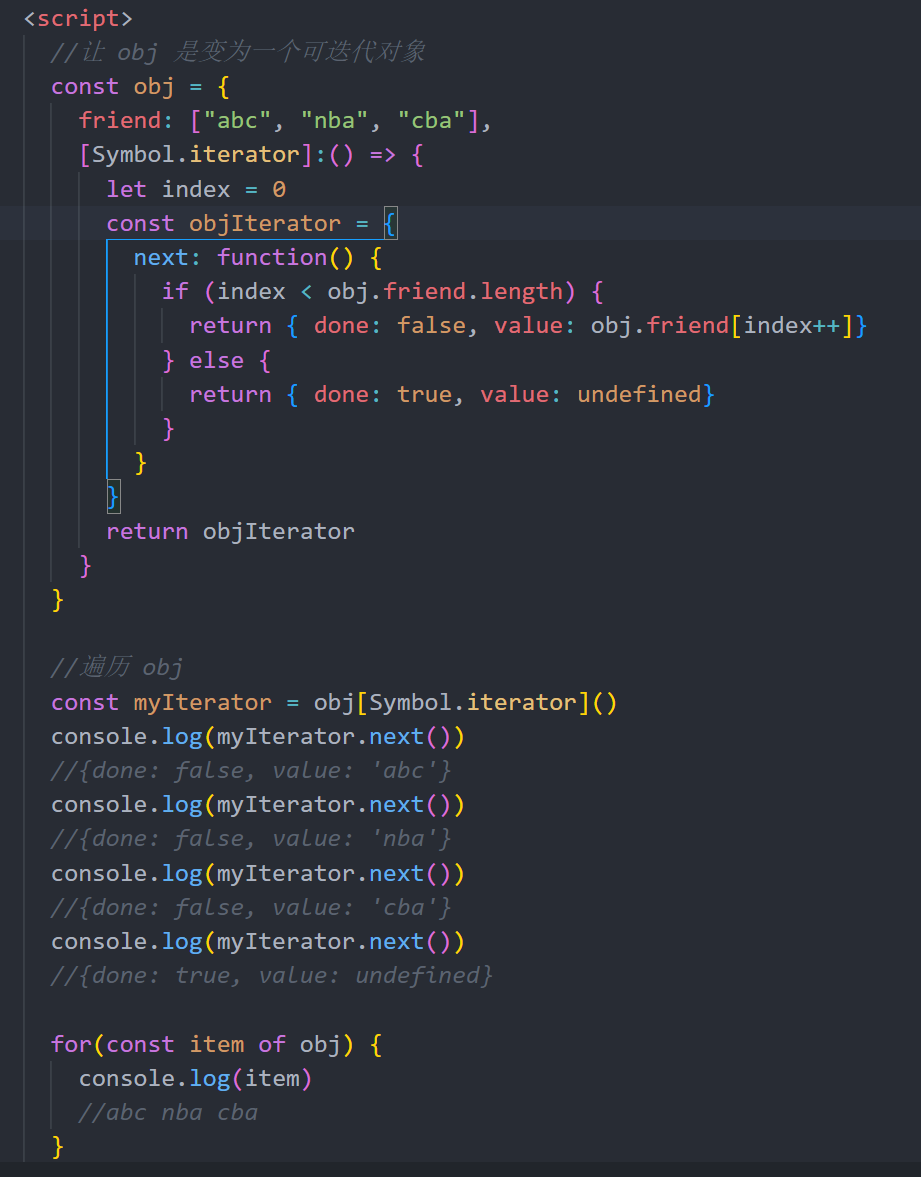 <script>
//让 obj 是变为一个可迭代对象
const obj = {
friend: ["abc", "nba", "cba"],
[Symbol.iterator]:() => {
let index = 0
const objIterator = {
next: function() {
if (index < obj.friend.length) {
return { done: false, value: obj.friend[index++]}
} else {
return { done: true, value: undefined}
}
}
}
return objIterator
}
}
//遍历 obj
const myIterator = obj[Symbol.iterator]()
console.log(myIterator.next())
//{done: false, value: 'abc'}
console.log(myIterator.next())
//{done: false, value: 'nba'}
console.log(myIterator.next())
//{done: false, value: 'cba'}
console.log(myIterator.next())
//{done: true, value: undefined}
for(const item of obj) {
console.log(item)
//abc nba cba
}